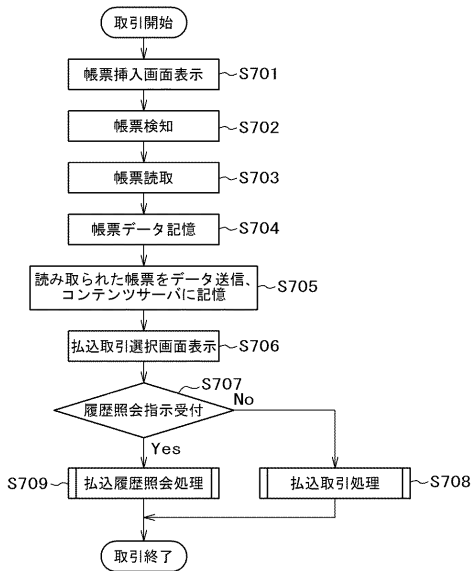 取引開始
帳票挿入画面表示
S701
帳票検知
S702
帳票読取
S703
帳票データ記憶
S704
読み取られた帳票をデータ送信、
コンテンツサーバに記憶
S705
払込取引選択画面表示
S706
S707
履歴照会指示受付
No
Yes
S709
払込履歴照会処理
払込取引処理
S708
取引終了